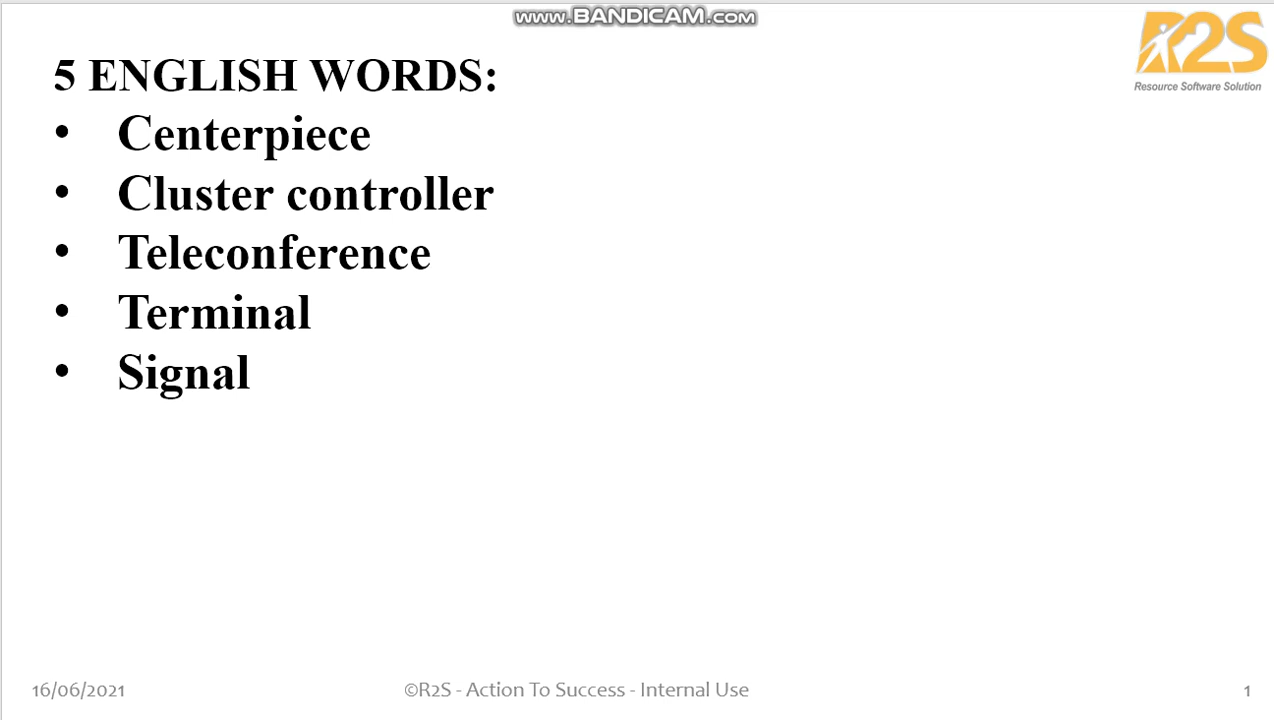 www.BANDICAM.com
R2S
Resource Software Solution
5 ENGLISH WORDS:
• Centerpiece
• Cluster controller
• Teleconference
• Terminal
• Signal
16/06/2021
©R2S - Action To Success - Internal Use
1